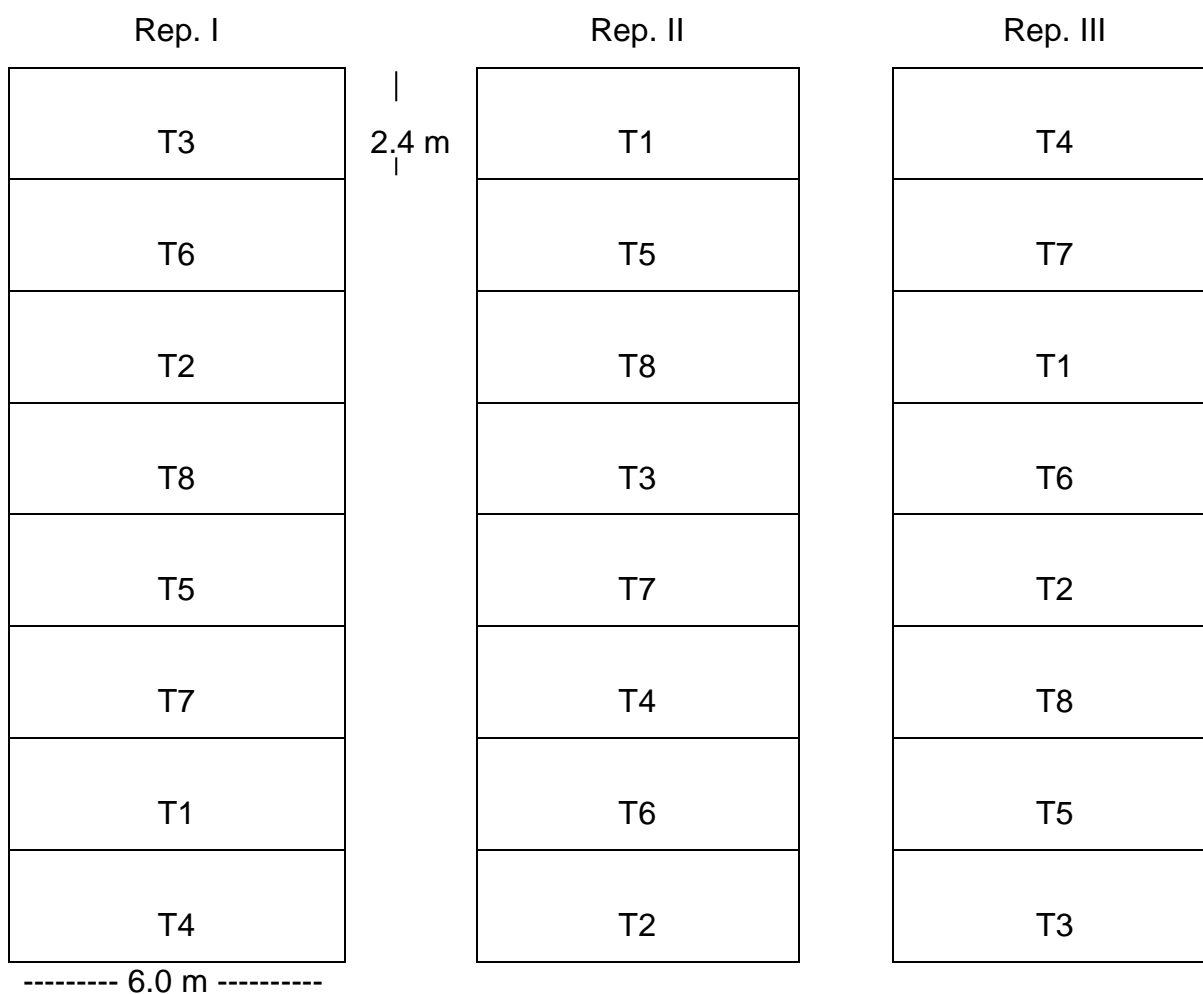 Rep. I Rep. II Rep. III
T3 2.4 m T1 T4
T6 T5 T7
T2 T8 T1
T8 T3 T6
T5 T7 T2
T7 T4 T8
T1 T6 T5
T4 T2 T3
--------- 6.0 m ----------